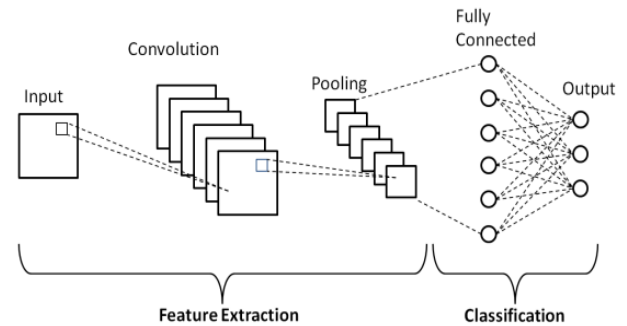 Fully
Connected
Convolution
Pooling
Input
Output
Feature Extraction
Classification